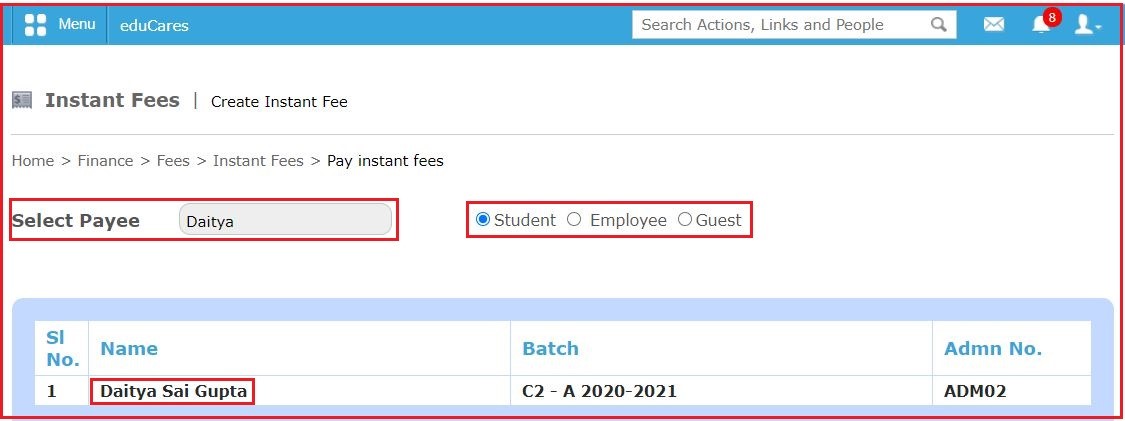 Menu eduCares Search Actions, Links and People 8
Instant Fees | Create Instant Fee
Home > Finance > Fees > Instant Fees > Pay instant fees
Select Payee Daitya Student Employee Guest
Sl No. Name Batch Admn No.
1 Daitya Sai Gupta C2 - A 2020-2021 ADM02